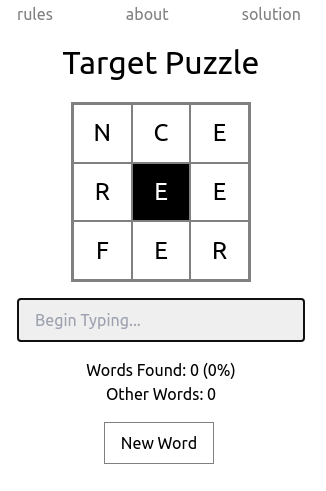 rules about solution
Target Puzzle
N C E
R E E
F E R
Begin Typing...
Words Found: 0 (0%)
Other Words: 0
New Word